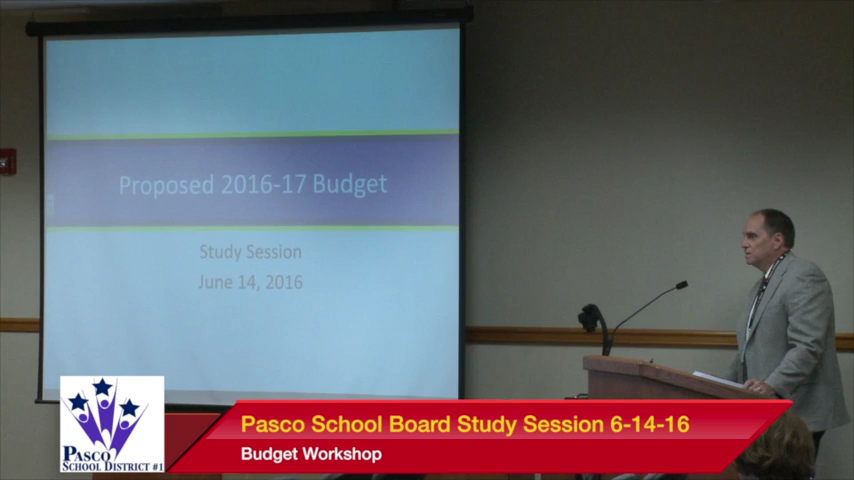 Proposed 2016-17 Budget
Study Session
June 14, 2016
Pasco School Board Study Session 6-14-16
Budget Workshop
PASCO
SCHOOL DISTRICT #1